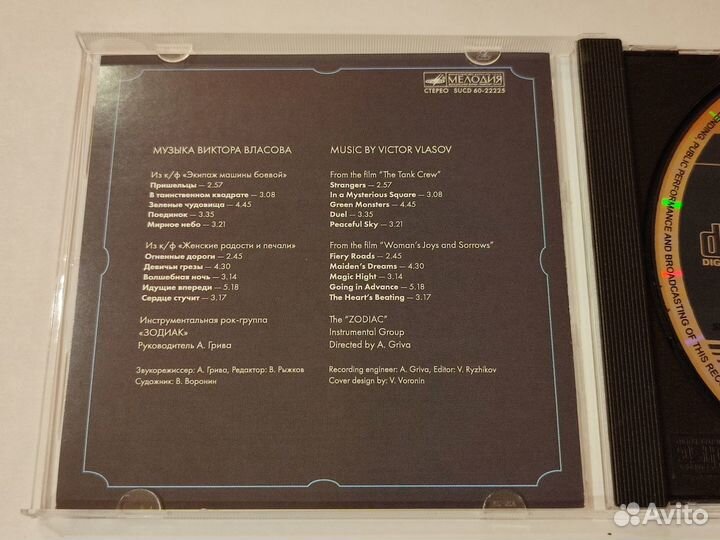 МЕЛОДИЯ
СТЕРЕО SUCD 60-22225
МУЗЫКА ВИКТОРА ВЛАСОВА
Из к/ф «Экипаж машины боевой»
Пришельцы — 2.57
В таинственном квадрате — 3.08
Зеленые чудовища — 4.45
Поединок — 3.35
Мирное небо — 3.21
Из к/ф «Женские радости и печали»
Огненные дороги — 2.45
Девичьи грезы — 4.30
Волшебная ночь — 3.14
Идущие впереди — 5.18
Сердце стучит — 3.17
Инструментальная рок-группа
«ЗОДИАК»
Руководитель А. Грива
Звукорежиссер: А. Грива, Редактор: В. Рыжков
Художник: В. Воронин
MUSIC BY VICTOR VLASOV
From the film "The Tank Crew"
Strangers — 2.57
In a Mysterious Square — 3.08
Green Monsters — 4.45
Duel — 3.35
Peaceful Sky — 3.21
From the film "Woman's Joys and Sorrows"
Fiery Roads — 2.45
Maiden's Dreams — 4.30
Magic Hight — 3.14
Going in Advance — 5.18
The Heart's Beating — 3.17
The "ZODIAC"
Instrumental Group
Directed by A. Griva
Recording engineer: A. Griva, Editor: V. Ryzhikov
Cover design by: V. Voronin
LENDING, PUBLIC PERFORMANCE AND BROADCASTING OF THIS REC
DIG
Avito